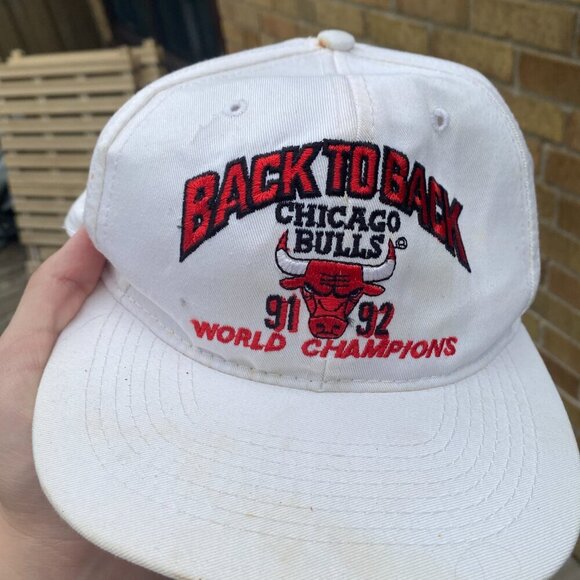 BACK TO BACK
CHICAGO
BULLS
91 92
WORLD CHAMPIONS